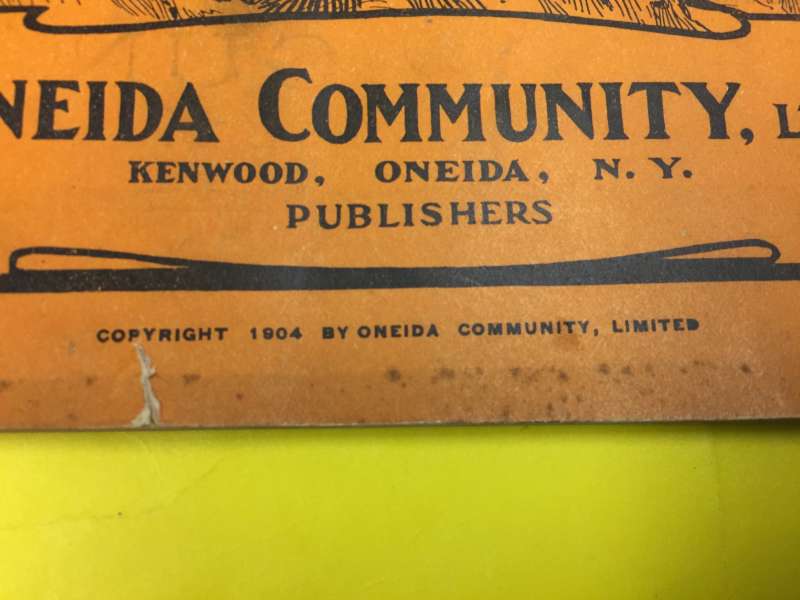 NEIDA COMMUNITY, L
KENWOOD, ONEIDA, N. Y.
PUBLISHERS
COPYRIGHT 1904 BY ONEIDA COMMUNITY, LIMITED